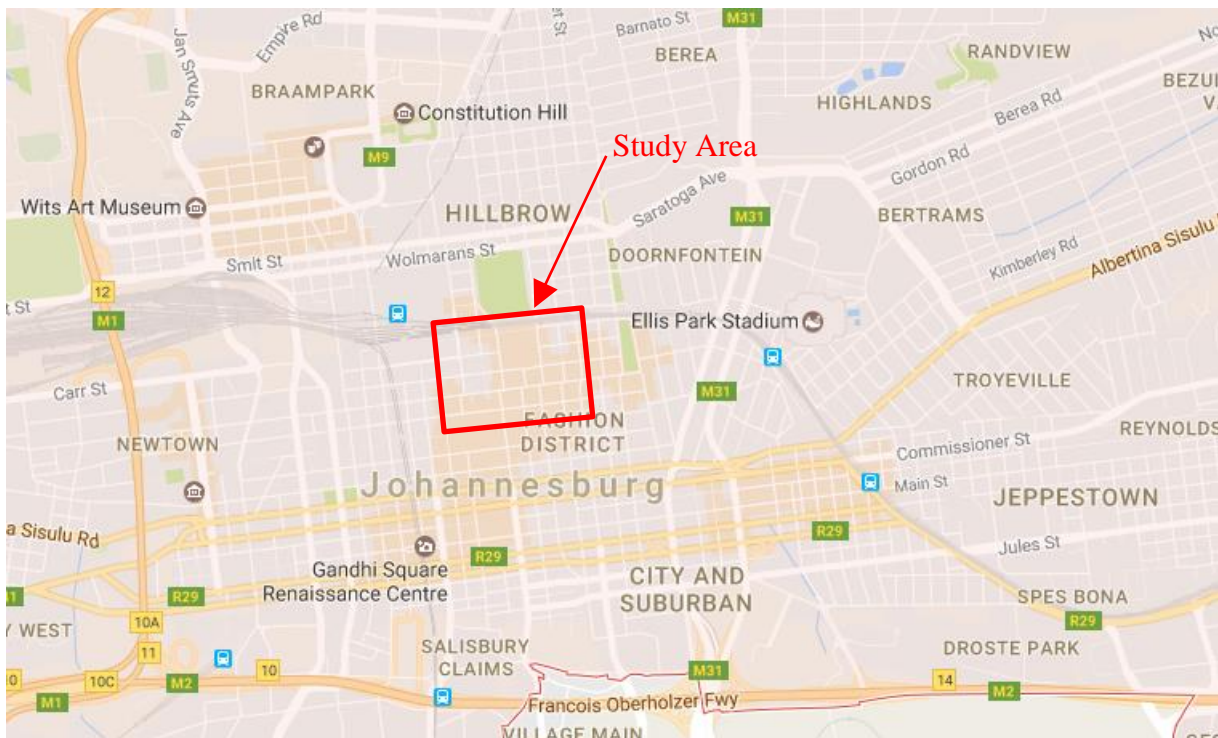 Empire Rd
Jan Smuts Ave
Barnato St
M31
BEREA
RANDVIEW
BRAAMPARK
Constitution Hill
HIGHLANDS
Berea Rd
M9
Study Area
Gordon Rd
Wits Art Museum
HILLBROW
Saratoga Ave
M31
BERTRAMS
Smit St
Wolmarans St
DOORNFONTEIN
Kimberley Rd
Albertina Sisulu
12
M1
t St
Ellis Park Stadium
Carr St
M31
TROYEVILLE
NEWTOWN
FASHION
DISTRICT
Commissioner St
REYNOLDS
Johannesburg
Main St
JEPPESTOWN
a Sisulu Rd
R29
R29
Jules St
Gandhi Square
Renaissance Centre
CITY AND
SUBURBAN
R29
SPES BONA
R29
10A
WEST
11
SALISBURY
CLAIMS
DROSTE PARK
10C
M2
10
M31
14
M2
M1
Francois Oberholzer Fwy
VILLAGE MAIN